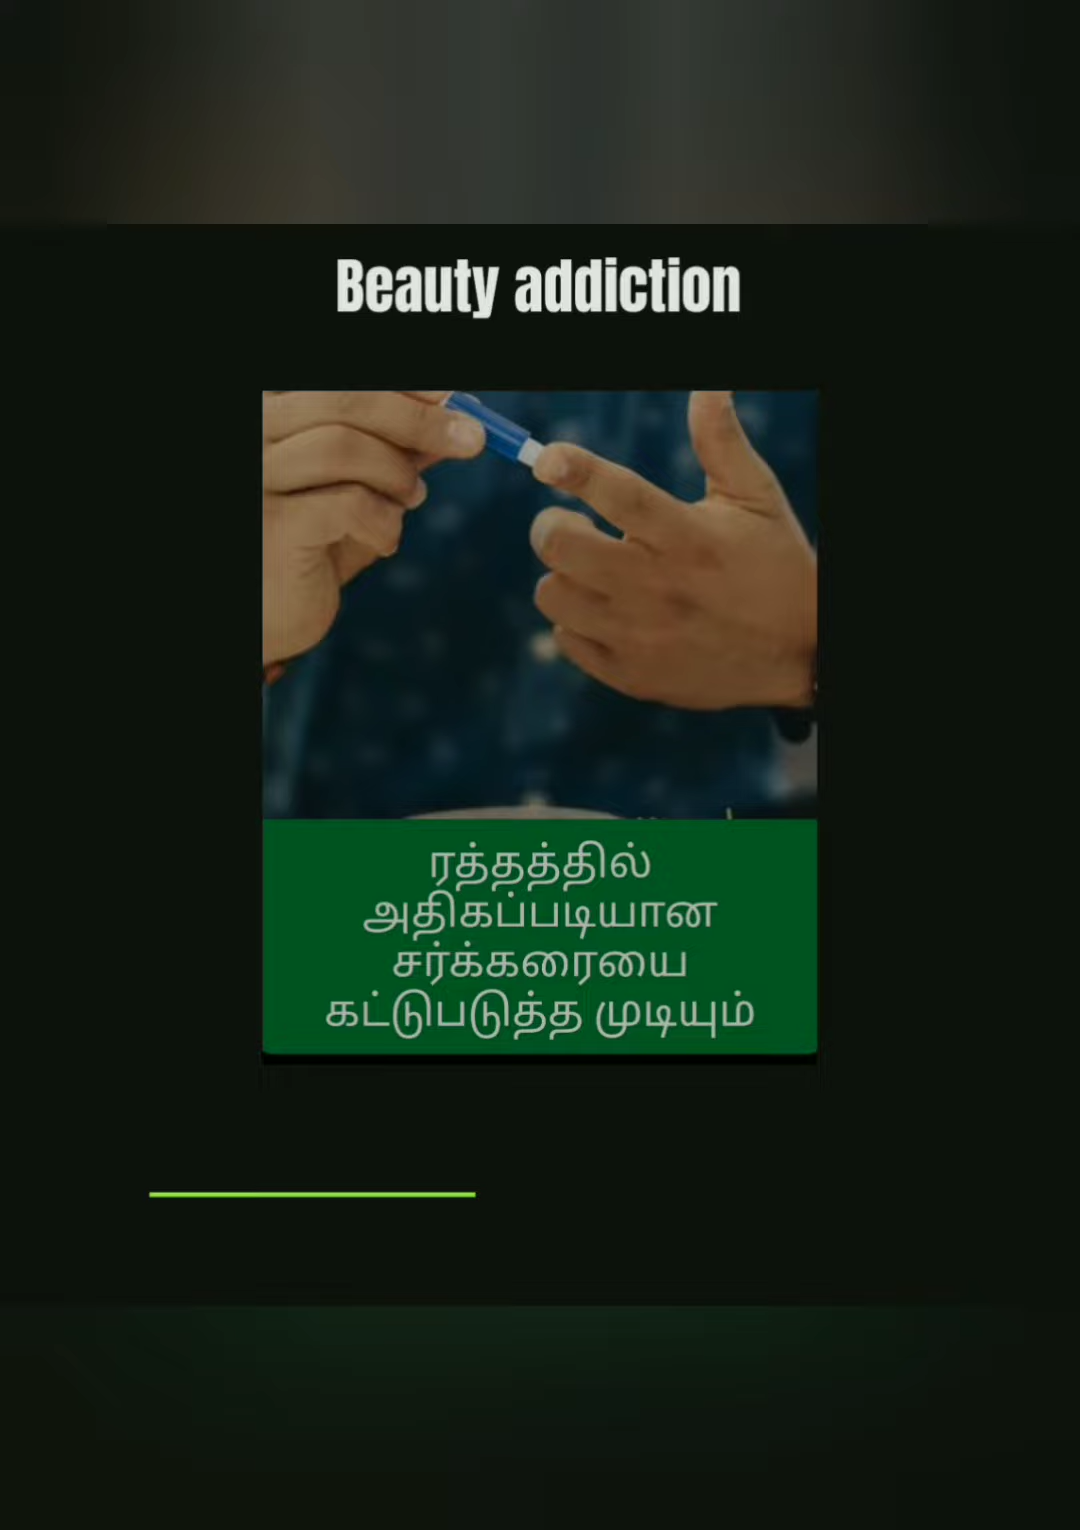 Beauty addiction
ரத்தத்தில்
அதிகப்படியான
சர்க்கரையை
கட்டுபடுத்த முடியும்